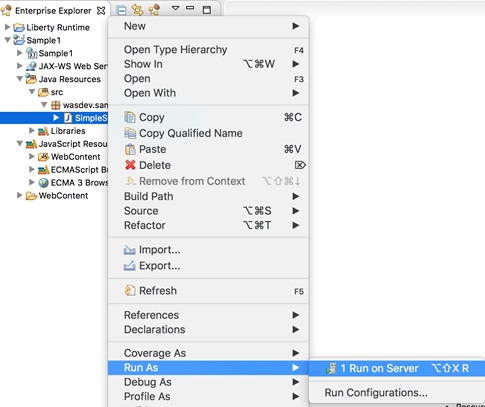 Enterprise Explorer
Liberty Runtime
Sample1
Sample1
JAX-WS Web Ser
Java Resources
src
wasdev.san
SimpleS
Libraries
JavaScript Resou
WebContent
ECMAScript B
ECMA 3 Brows
WebContent
New
Open Type Hierarchy F4
Show In ⌥⌘W
Open F3
Open With
Copy ⌘C
Copy Qualified Name
Paste ⌘V
Delete ⌦
Remove from Context ⌥⇧⌘↓
Build Path
Source ⌥⌘S
Refactor ⌥⌘T
Import...
Export...
Refresh F5
References
Declarations
Coverage As
Run As
Debug As
Profile As
1 Run on Server ⌥⇧X R
Run Configurations...